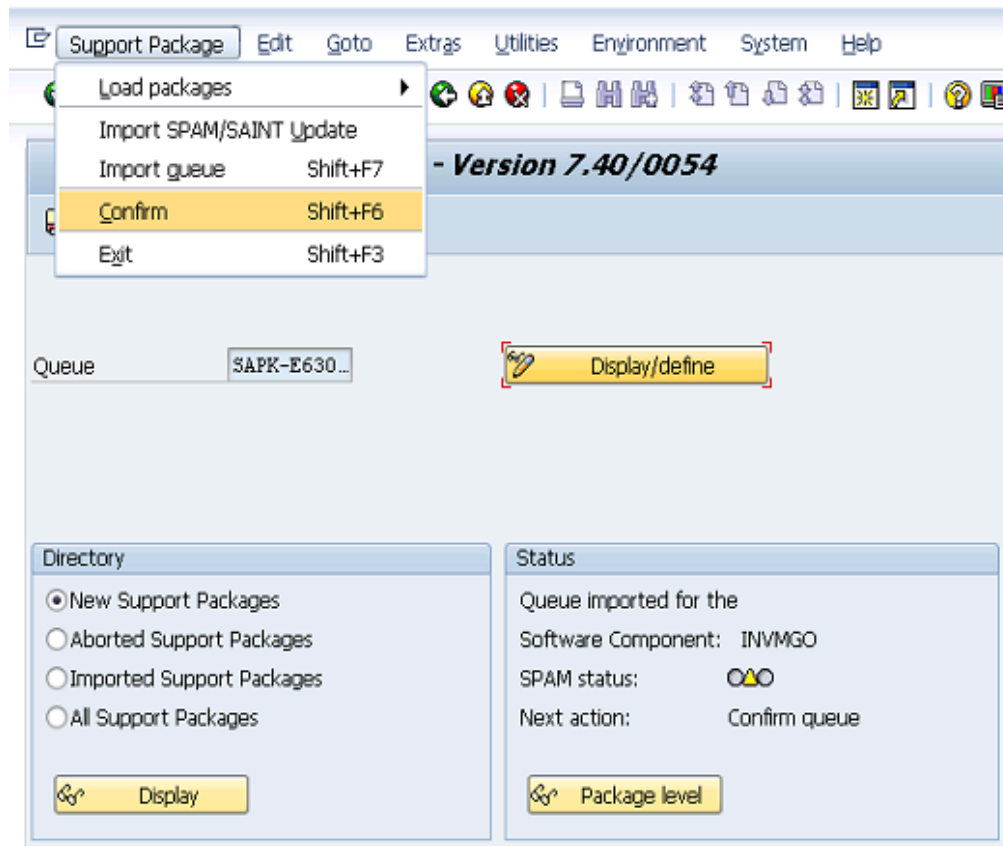 Support Package Edit Goto Extras Utilities Environment System Help
Load packages
Import SPAM/SAINT Update
Import queue Shift+F7
- Version 7.40/0054
Confirm Shift+F6
Exit Shift+F3
Queue SAPK-E630... Display/define
Directory
New Support Packages
Aborted Support Packages
Imported Support Packages
All Support Packages
Display
Status
Queue imported for the
Software Component: INVMGO
SPAM status:
Next action: Confirm queue
Package level